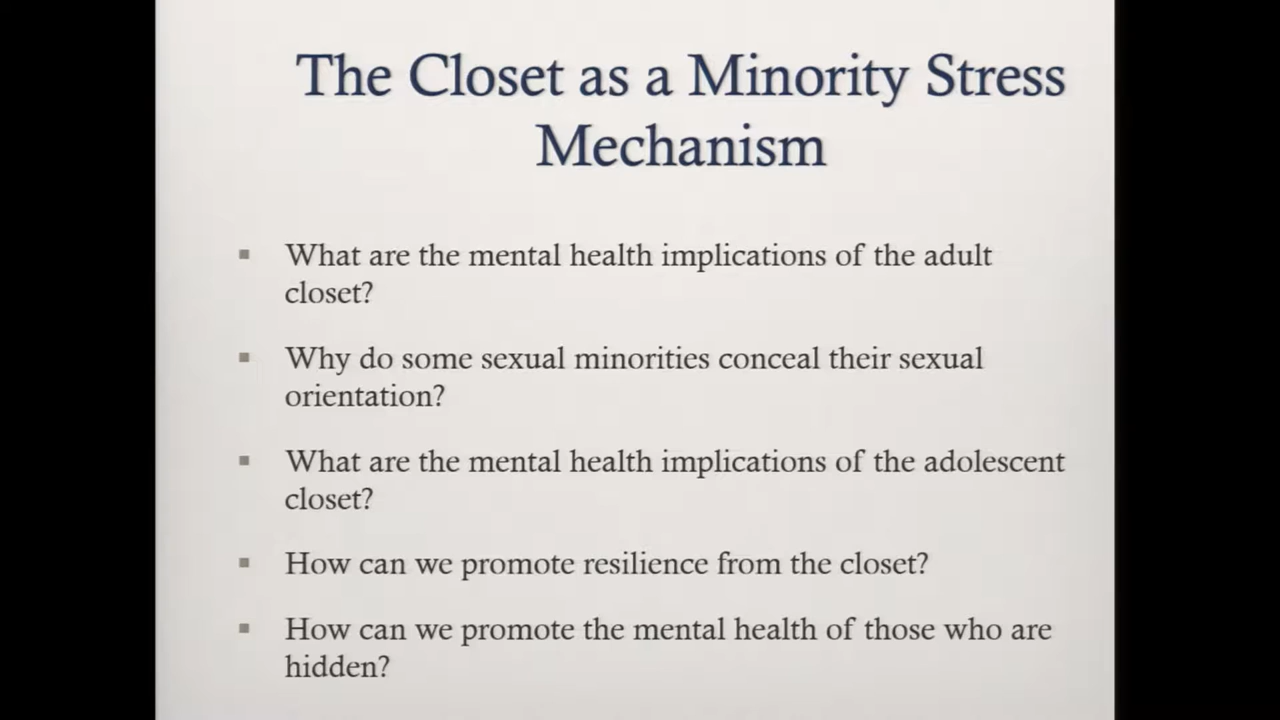 The Closet as a Minority Stress
Mechanism
What are the mental health implications of the adult
closet?
Why do some sexual minorities conceal their sexual
orientation?
What are the mental health implications of the adolescent
closet?
How can we promote resilience from the closet?
How can we promote the mental health of those who are
hidden?